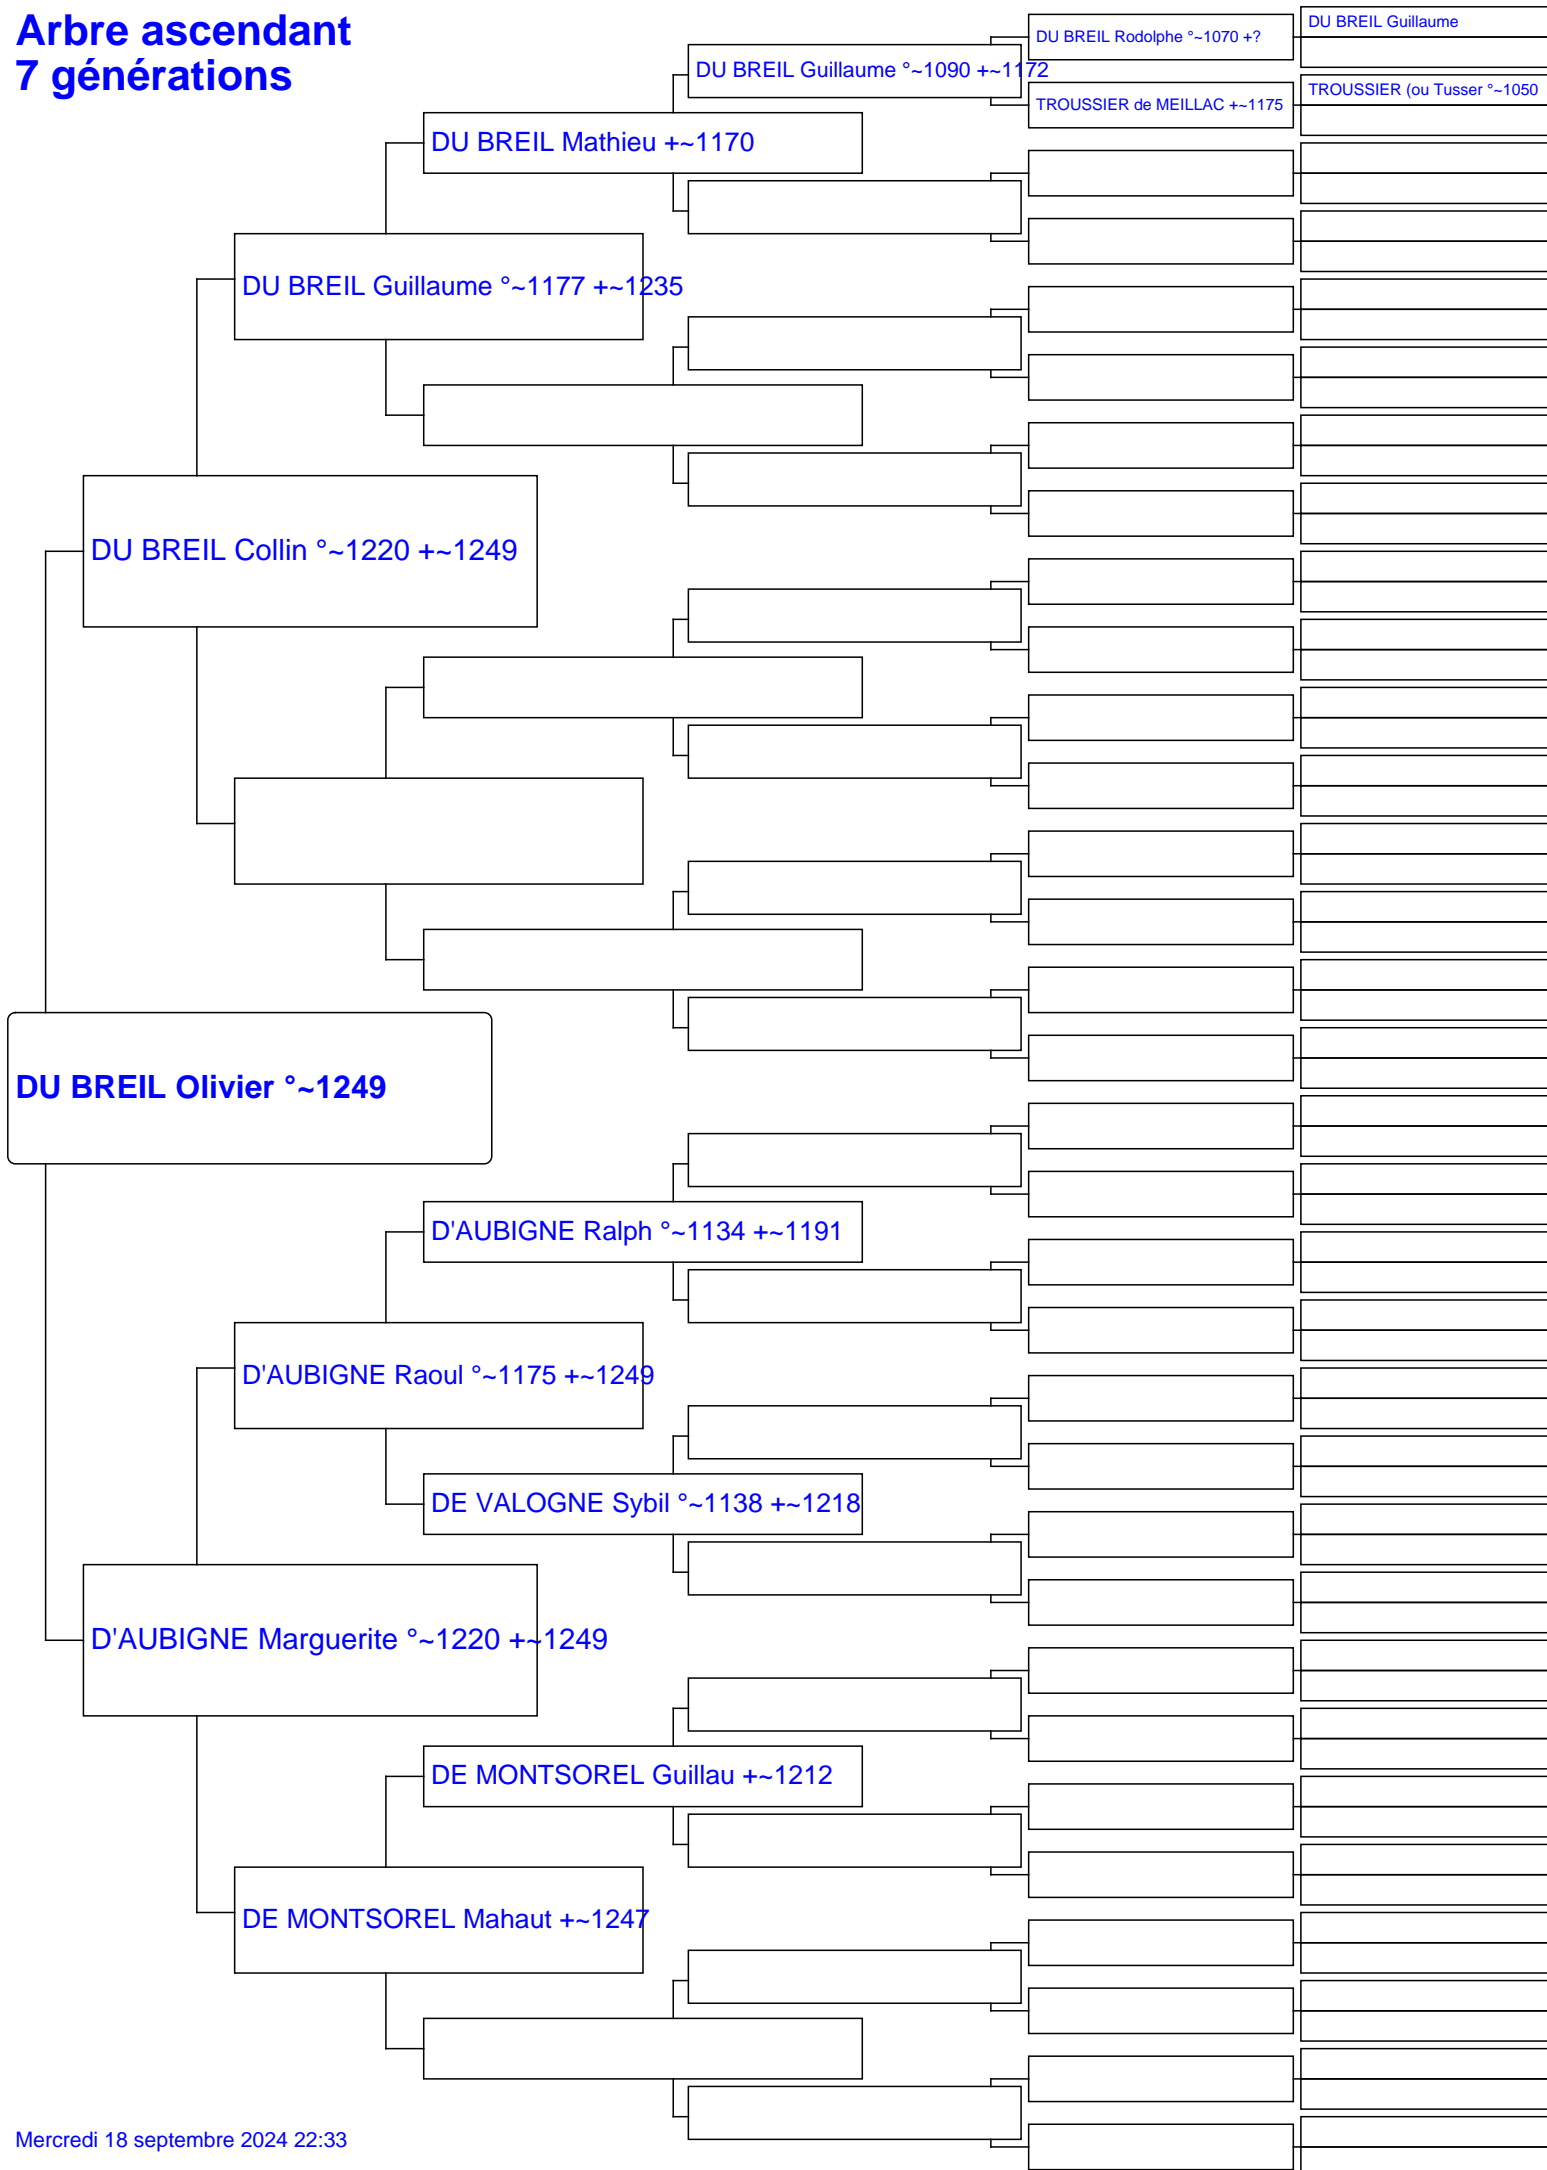 Arbre ascendant
7 générations
DU BREIL Guillaume
DU BREIL Rodolphe °~1070 +?
DU BREIL Guillaume °~1090 +~1172
TROUSSIER (ou Tusser °~1050
TROUSSIER de MEILLAC +~1175
DU BREIL Mathieu +~1170
DU BREIL Guillaume °~1177 +~1235
DU BREIL Collin °~1220 +~1249
DU BREIL Olivier °~1249
D'AUBIGNE Ralph °~1134 +~1191
D'AUBIGNE Raoul °~1175 +~1249
DE VALOGNE Sybil °~1138 +~1218
D'AUBIGNE Marguerite °~1220 +~1249
DE MONTSOREL Guillau +~1212
DE MONTSOREL Mahaut +~1247
Mercredi 18 septembre 2024 22:33